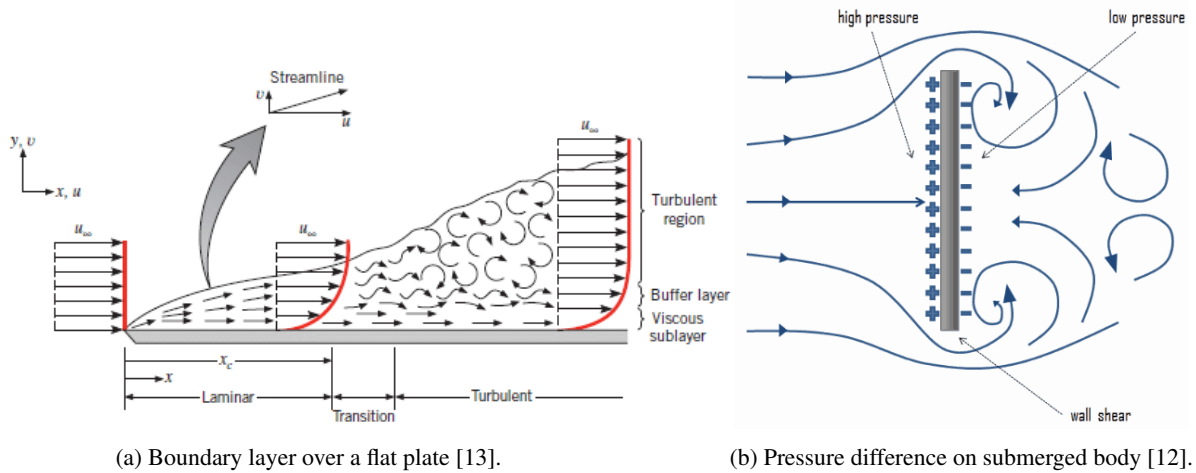 Streamline
v
u
y, v
x, u
u∞
u∞
u∞
Turbulent
region
Buffer layer
Viscous
sublayer
xc
x
Laminar
Transition
Turbulent
(a) Boundary layer over a flat plate [13].
high pressure
low pressure
wall shear
(b) Pressure difference on submerged body [12].